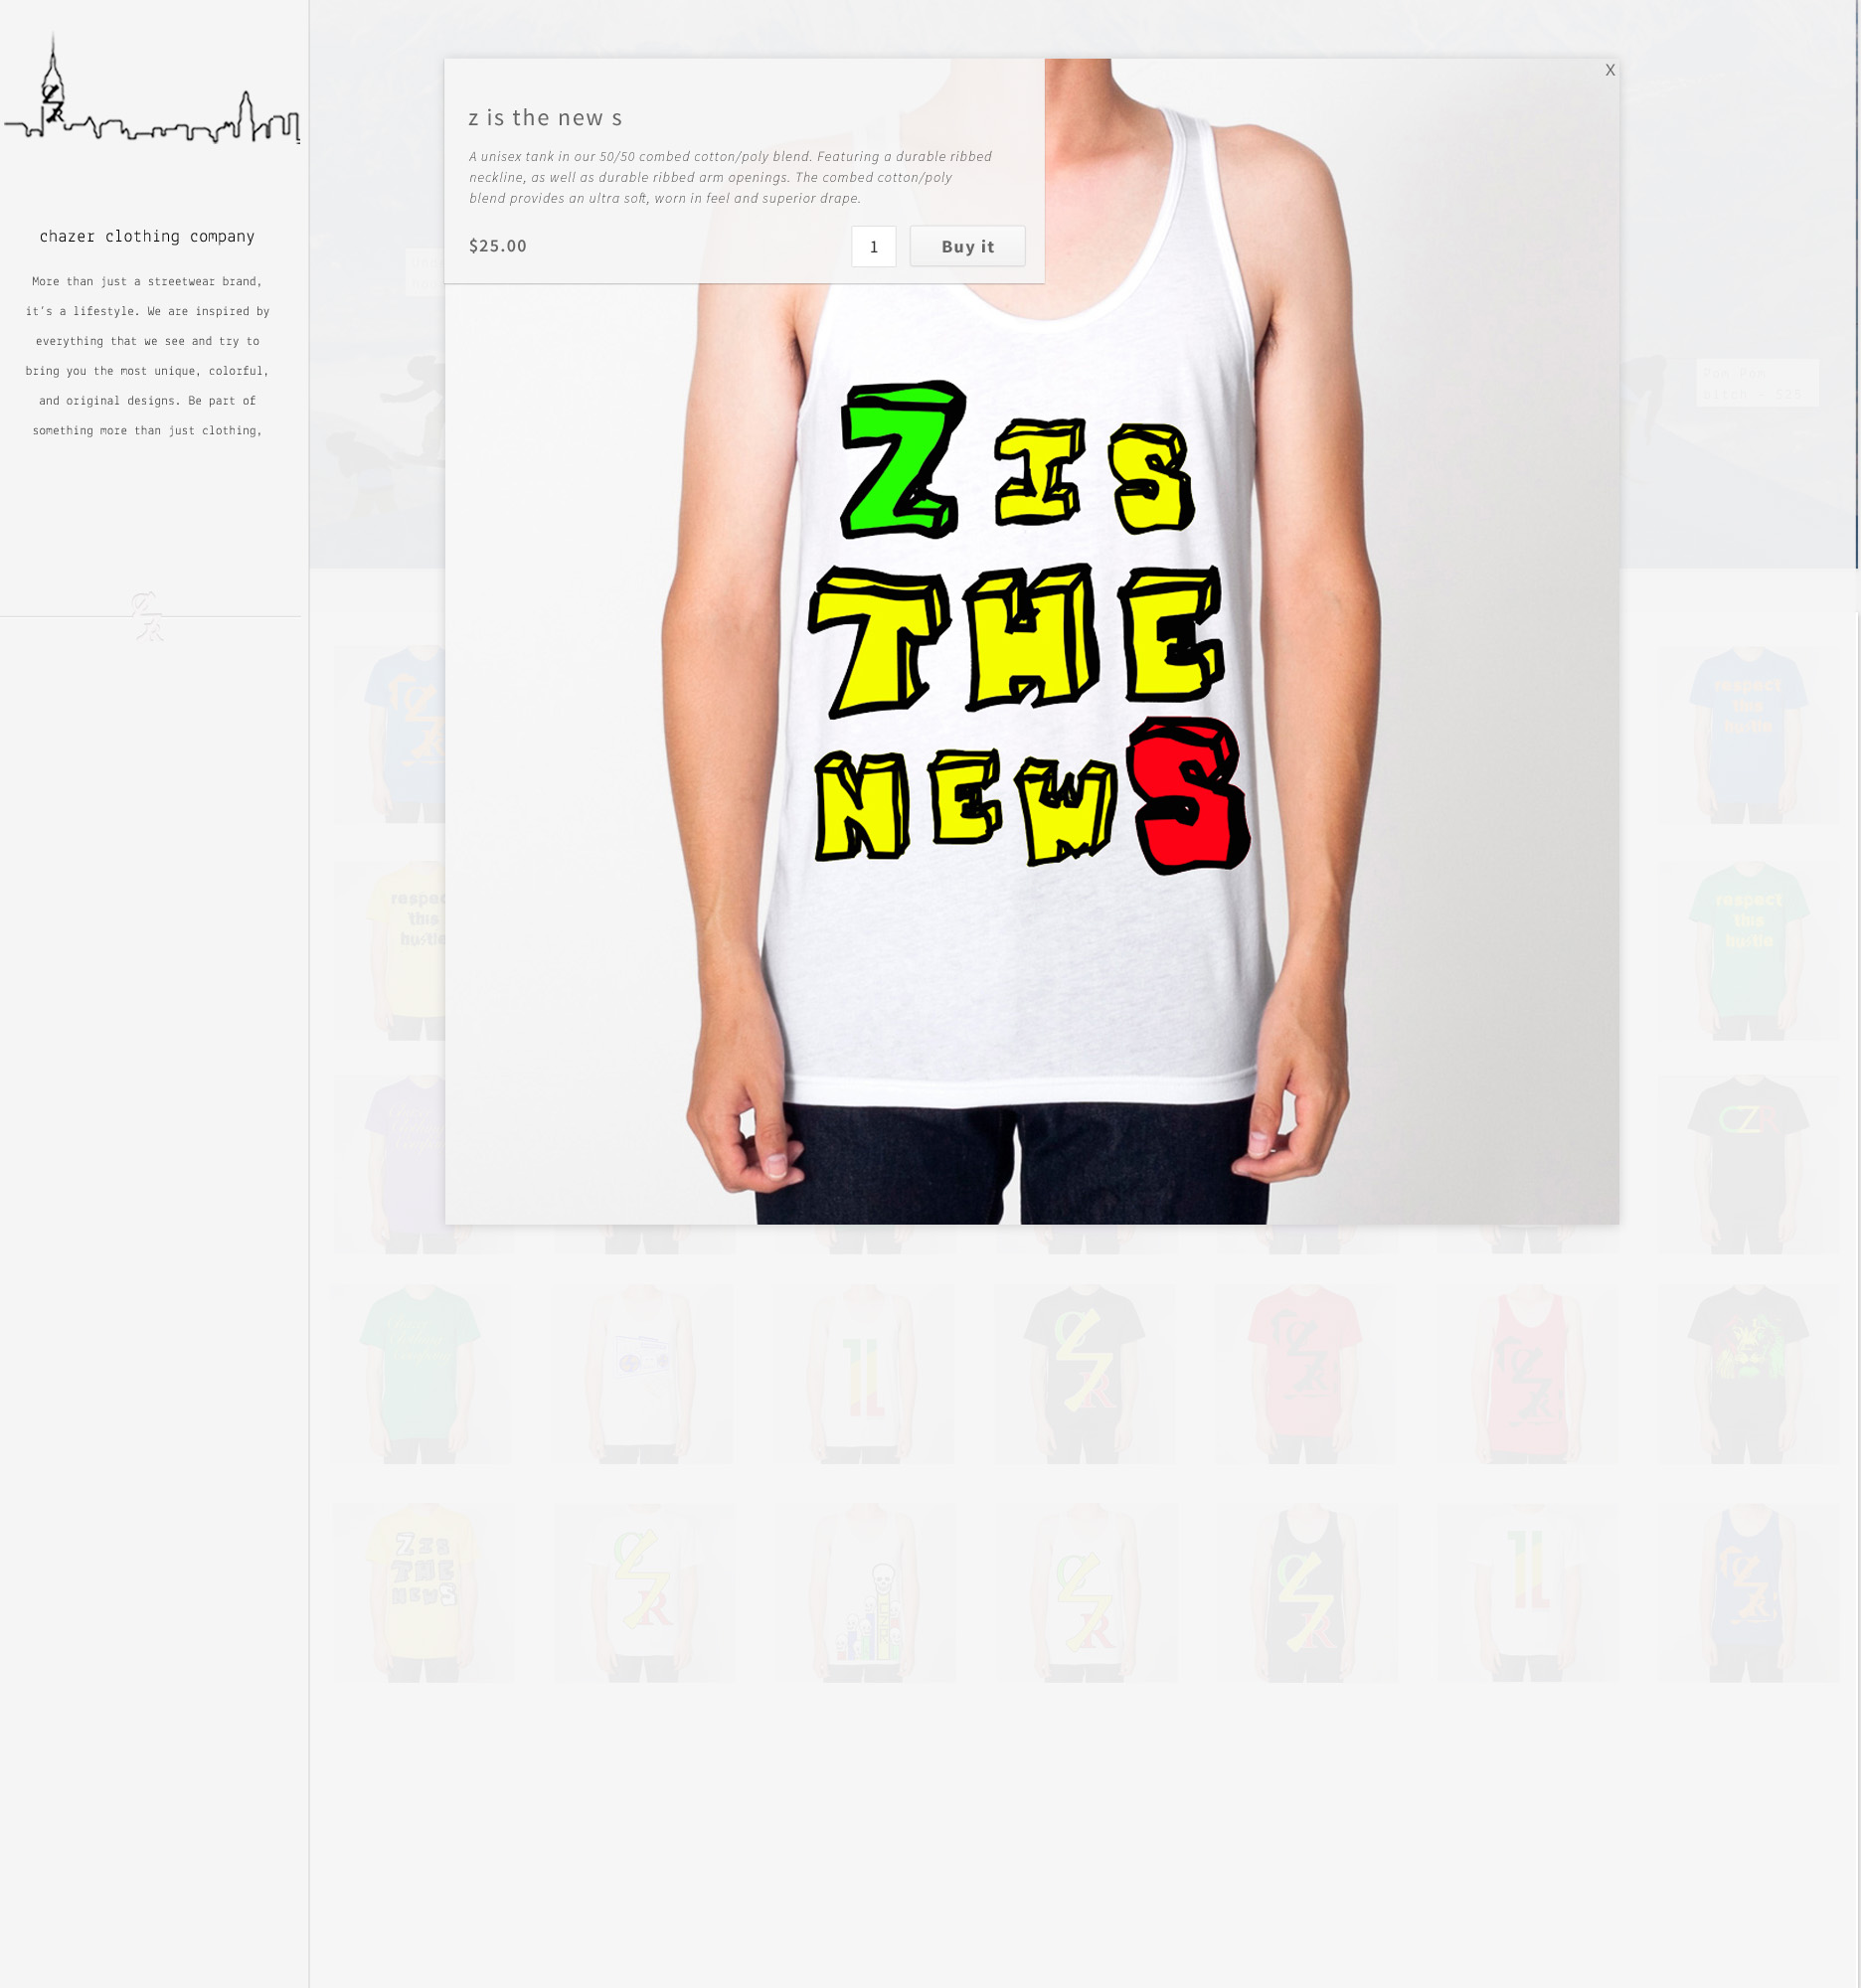 chazer clothing company
More than just a streetwear brand,
it's a lifestyle. We are inspired by
everything that we see and try to
bring you the most unique, colorful,
and original designs. Be part of
something more than just clothing,
X
z is the new s
A unisex tank in our 50/50 combed cotton/poly blend. Featuring a durable ribbed
neckline, as well as durable ribbed arm openings. The combed cotton/poly
blend provides an ultra soft, worn in feel and superior drape.
$25.00
1
Buy it
Z IS
THE
NEW S
respect
this
hustle
respect
this
hustle
respect
this
hustle
CZR
Z IS
THE
NEW S